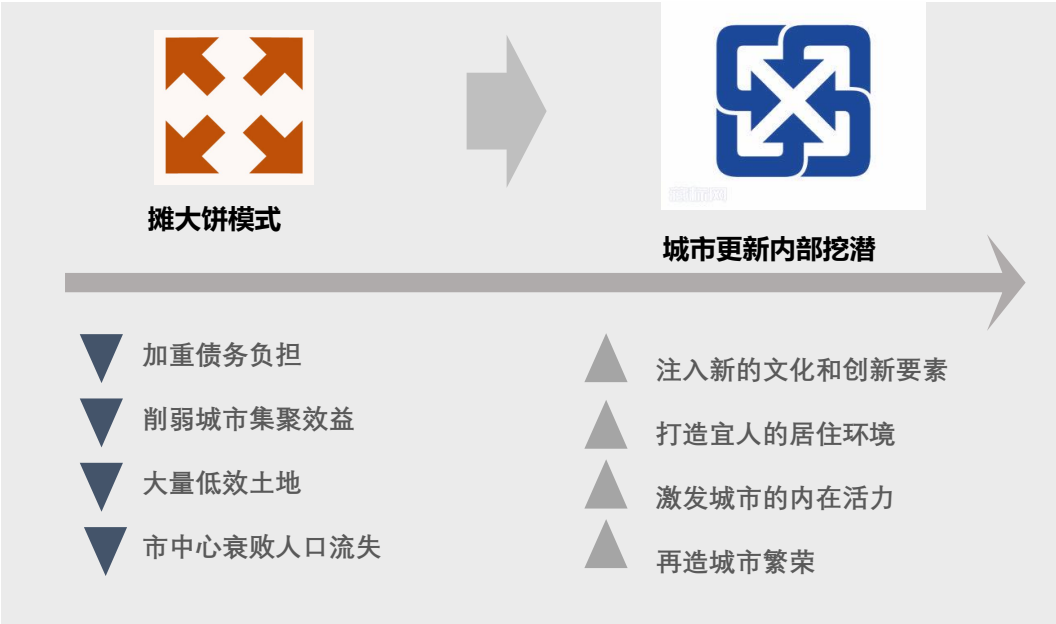 摊大饼模式
城市更新内部挖潜
加重债务负担
削弱城市集聚效益
大量低效土地
市中心衰败人口流失
注入新的文化和创新要素
打造宜人的居住环境
激发城市的内在活力
再造城市繁荣